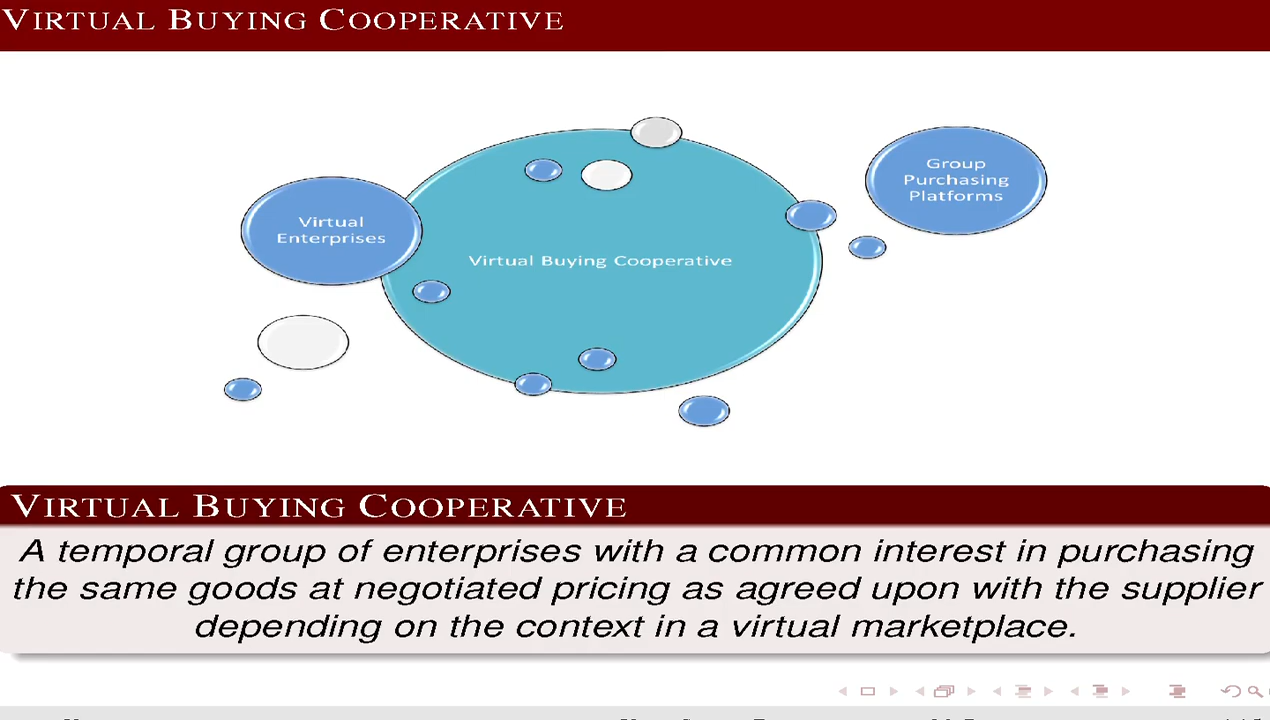 VIRTUAL BUYING COOPERATIVE
Group
Purchasing
Platforms
Virtual
Enterprises
Virtual Buying Cooperative
VIRTUAL BUYING COOPERATIVE
A temporal group of enterprises with a common interest in purchasing
the same goods at negotiated pricing as agreed upon with the supplier
depending on the context in a virtual marketplace.